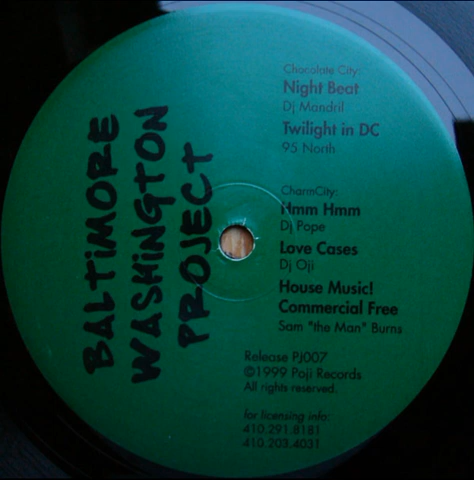 BALTIMORE
WASHINGTON
PROJECT
Chocolate City:
Night Beat
Dj Mandril
Twilight in DC
95 North
CharmCity:
Hmm Hmm
Dj Pope
Love Cases
Dj Oji
House Music!
Commercial Free
Sam "the Man" Burns
Release PJ007
©1999 Poji Records
All rights reserved.
for licensing info:
410.291.8181
410.203.4031